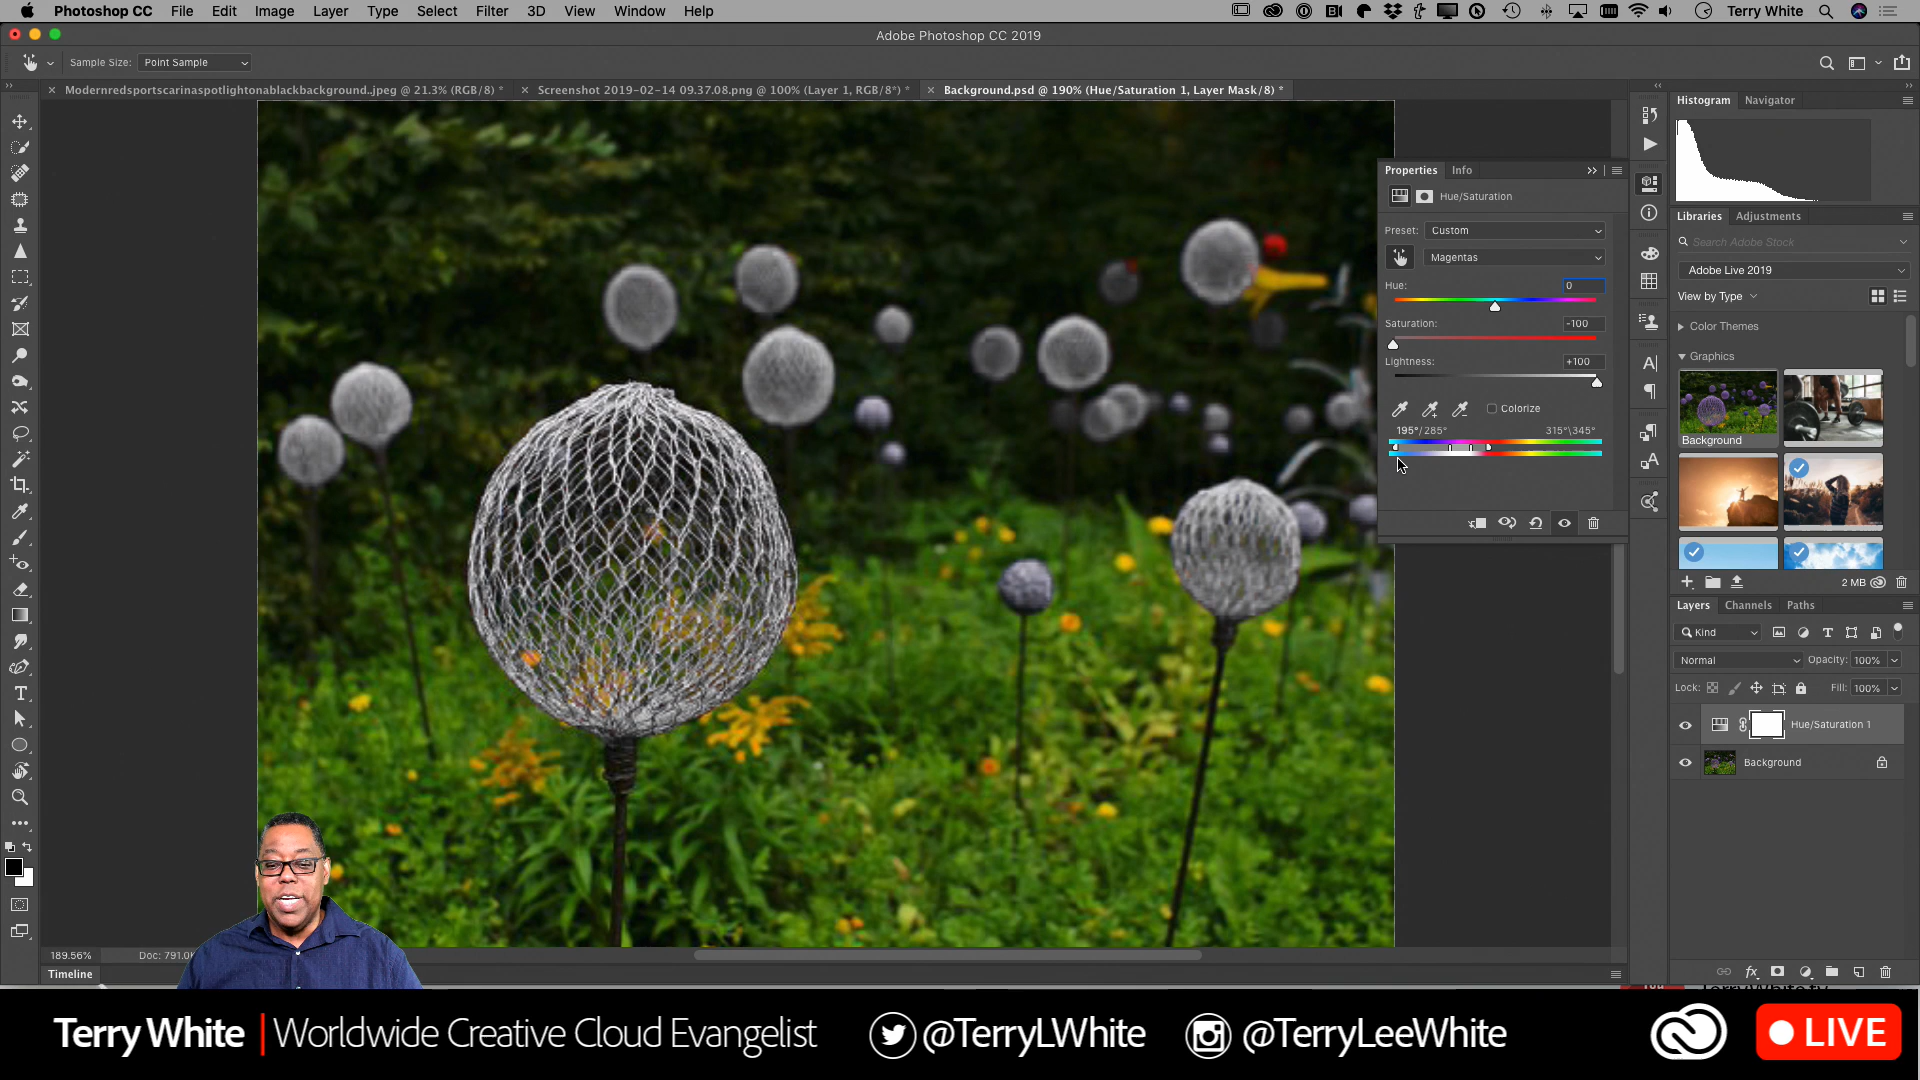 Photoshop CC File Edit Image Layer Type Select Filter 3D View Window Help Terry White
Adobe Photoshop CC 2019
Sample Size: Point Sample
Modernredsportscarinaspotlightonablackbackground..jpeg @ 21.3% (RGB/8) *
Screenshot 2019-02-14 09.37.08.png @ 100% (Layer 1, RGB/8*) *
Background.psd @ 190% (Hue/Saturation 1, Layer Mask/8) *
Histogram Navigator
Properties Info
Hue/Saturation
Preset: Custom
Magentas
Hue: 0
Saturation: -100
Lightness: +100
Colorize
195°/285° 315°\345°
Libraries Adjustments
Search Adobe Stock
Adobe Live 2019
View by Type
Color Themes
Graphics
Background
2 MB
Layers Channels Paths
Kind
Normal Opacity: 100%
Lock: Fill: 100%
Hue/Saturation 1
Background
189.56% Doc: 791.0
Timeline
Terry White | Worldwide Creative Cloud Evangelist @TerryLWhite @TerryLeeWhite LIVE